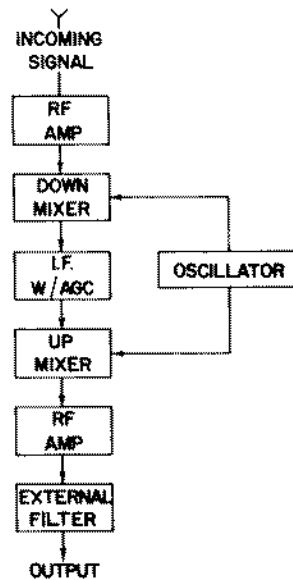 INCOMING
SIGNAL
RF
AMP
DOWN
MIXER
I.F.
W/AGC
OSCILLATOR
UP
MIXER
RF
AMP
EXTERNAL
FILTER
OUTPUT